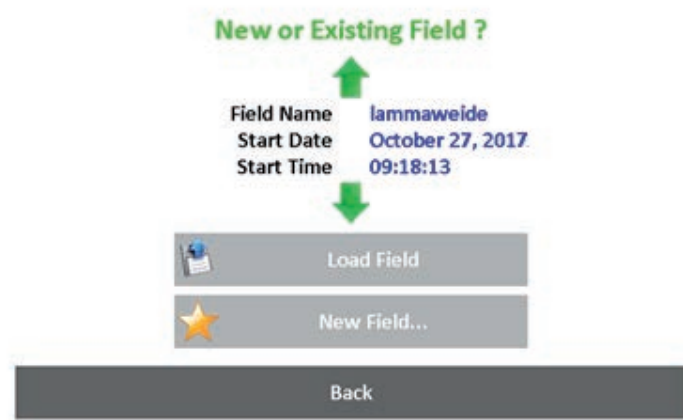 New or Existing Field ?
Field Name lammaweide
Start Date October 27, 2017
Start Time 09:18:13
Load Field
New Field...
Back